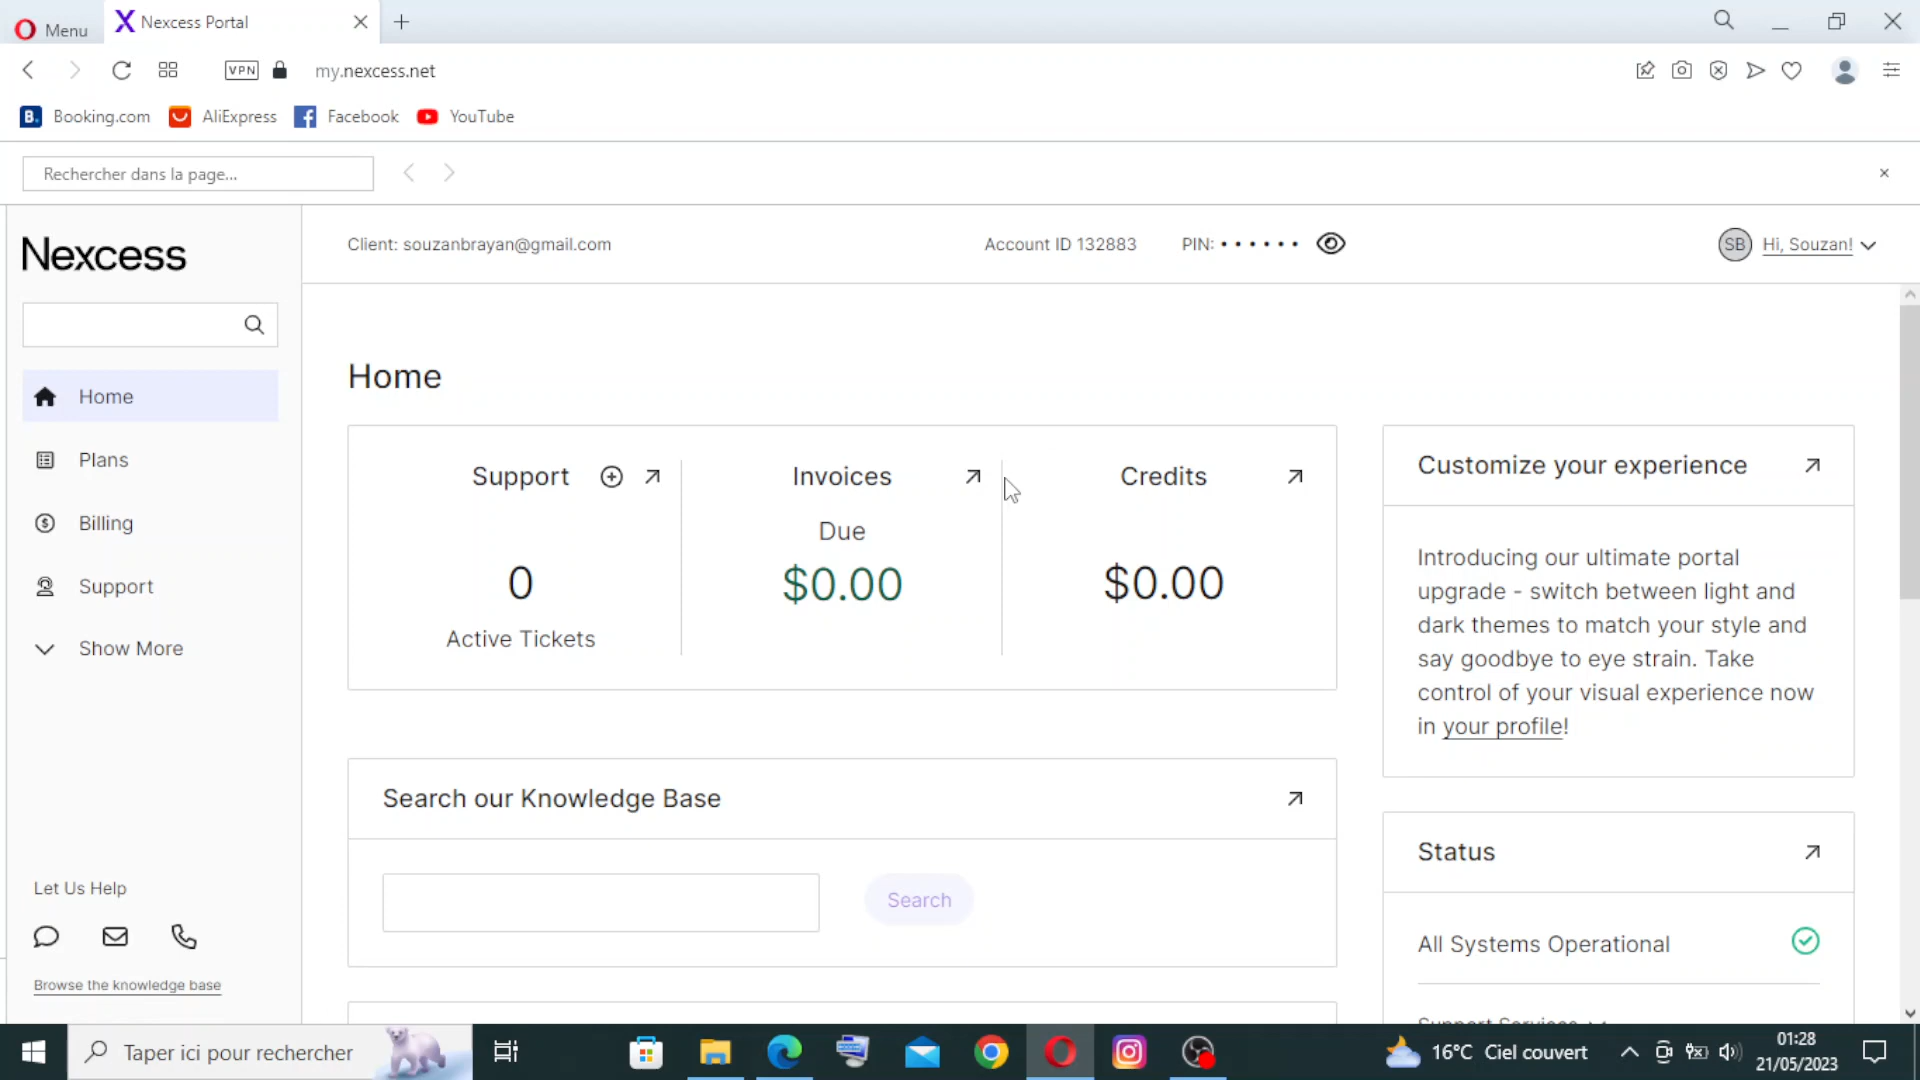 Menu
Nexcess Portal
VPN
my.nexcess.net
B. Booking.com
AliExpress
Facebook
YouTube
Rechercher dans la page...
Nexcess
Client: souzanbrayan@gmail.com
Account ID 132883
PIN: • • • • • •
SB
Hi, Souzan!
Home
Plans
Billing
Support
Show More
Let Us Help
Browse the knowledge base
Home
Support
0
Active Tickets
Invoices
Due
$0.00
Credits
$0.00
Search our Knowledge Base
Search
Customize your experience
Introducing our ultimate portal
upgrade - switch between light and
dark themes to match your style and
say goodbye to eye strain. Take
control of your visual experience now
in your profile!
Status
All Systems Operational
Support Services
Taper ici pour rechercher
16°C Ciel couvert
01:28
21/05/2023